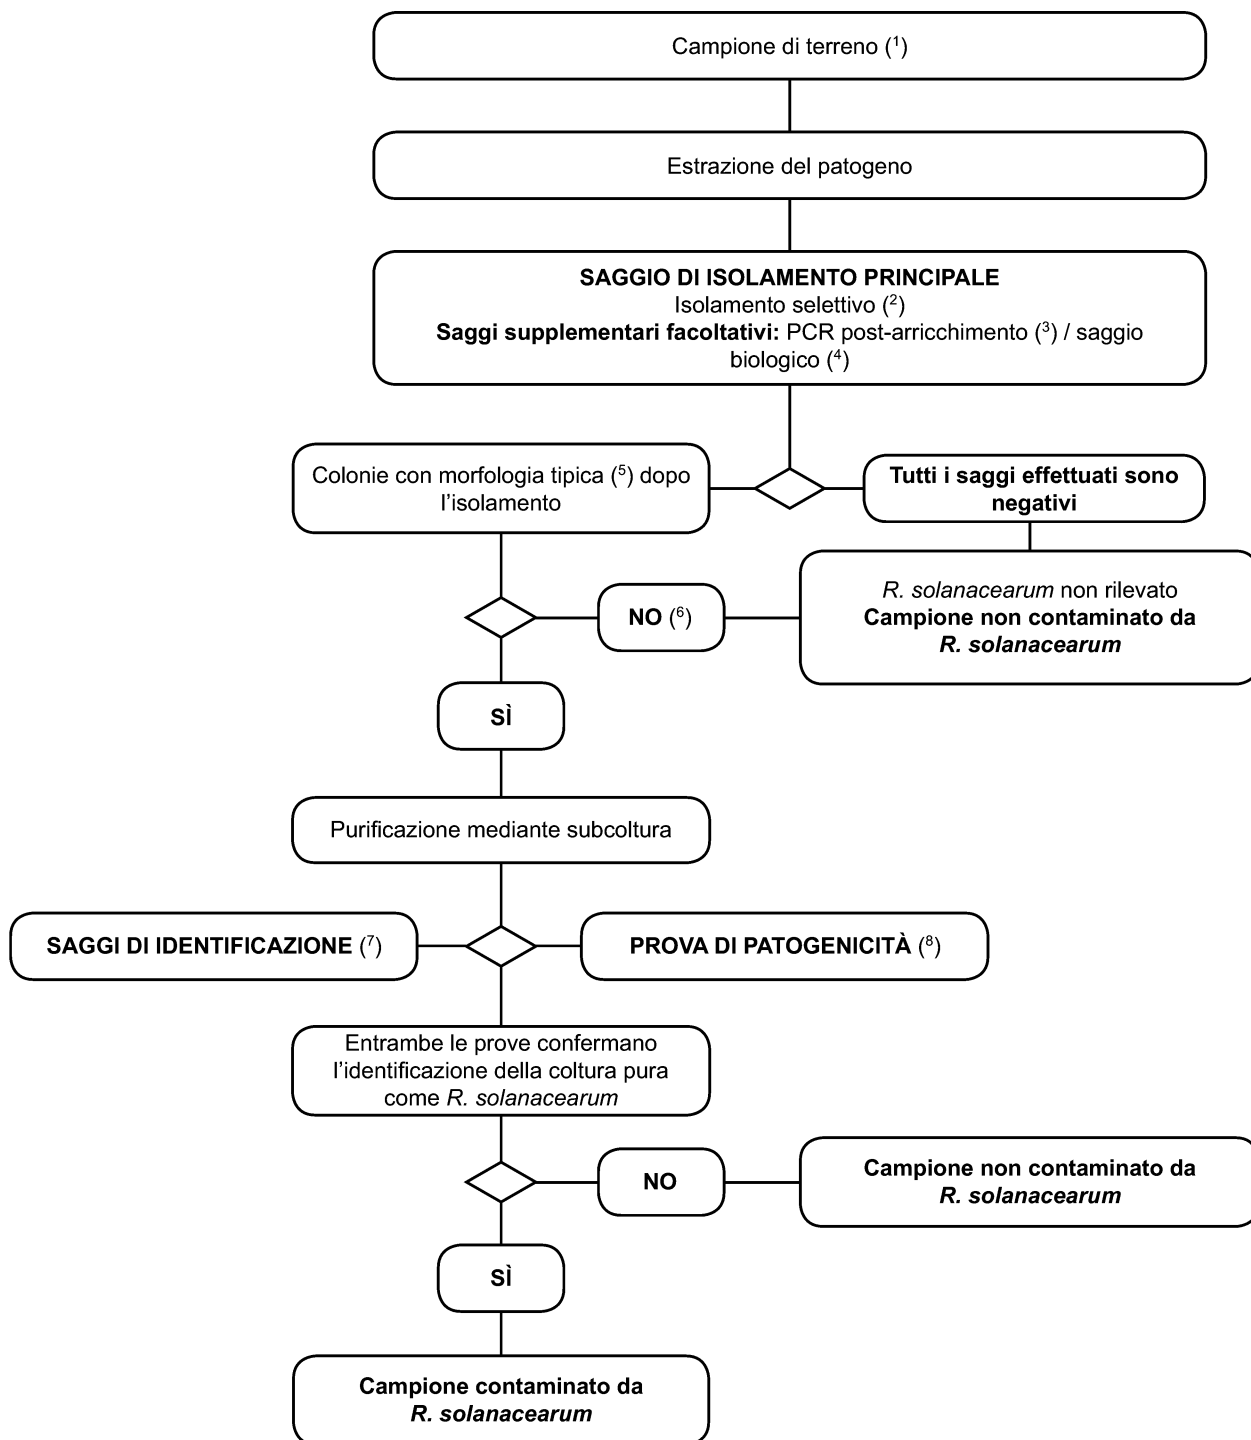 Campione di terreno (¹)
Estrazione del patogeno
SAGGIO DI ISOLAMENTO PRINCIPALE
Isolamento selettivo (²)
Saggi supplementari facoltativi: PCR post-arricchimento (³) / saggio
biologico (⁴)
Colonie con morfologia tipica (⁵) dopo
l’isolamento
Tutti i saggi effettuati sono
negativi
R. solanacearum non rilevato
Campione non contaminato da
R. solanacearum
NO (⁶)
SÌ
Purificazione mediante subcoltura
SAGGI DI IDENTIFICAZIONE (⁷)
PROVA DI PATOGENICITÀ (⁸)
Entrambe le prove confermano
l’identificazione della coltura pura
come R. solanacearum
NO
Campione non contaminato da
R. solanacearum
SÌ
Campione contaminato da
R. solanacearum